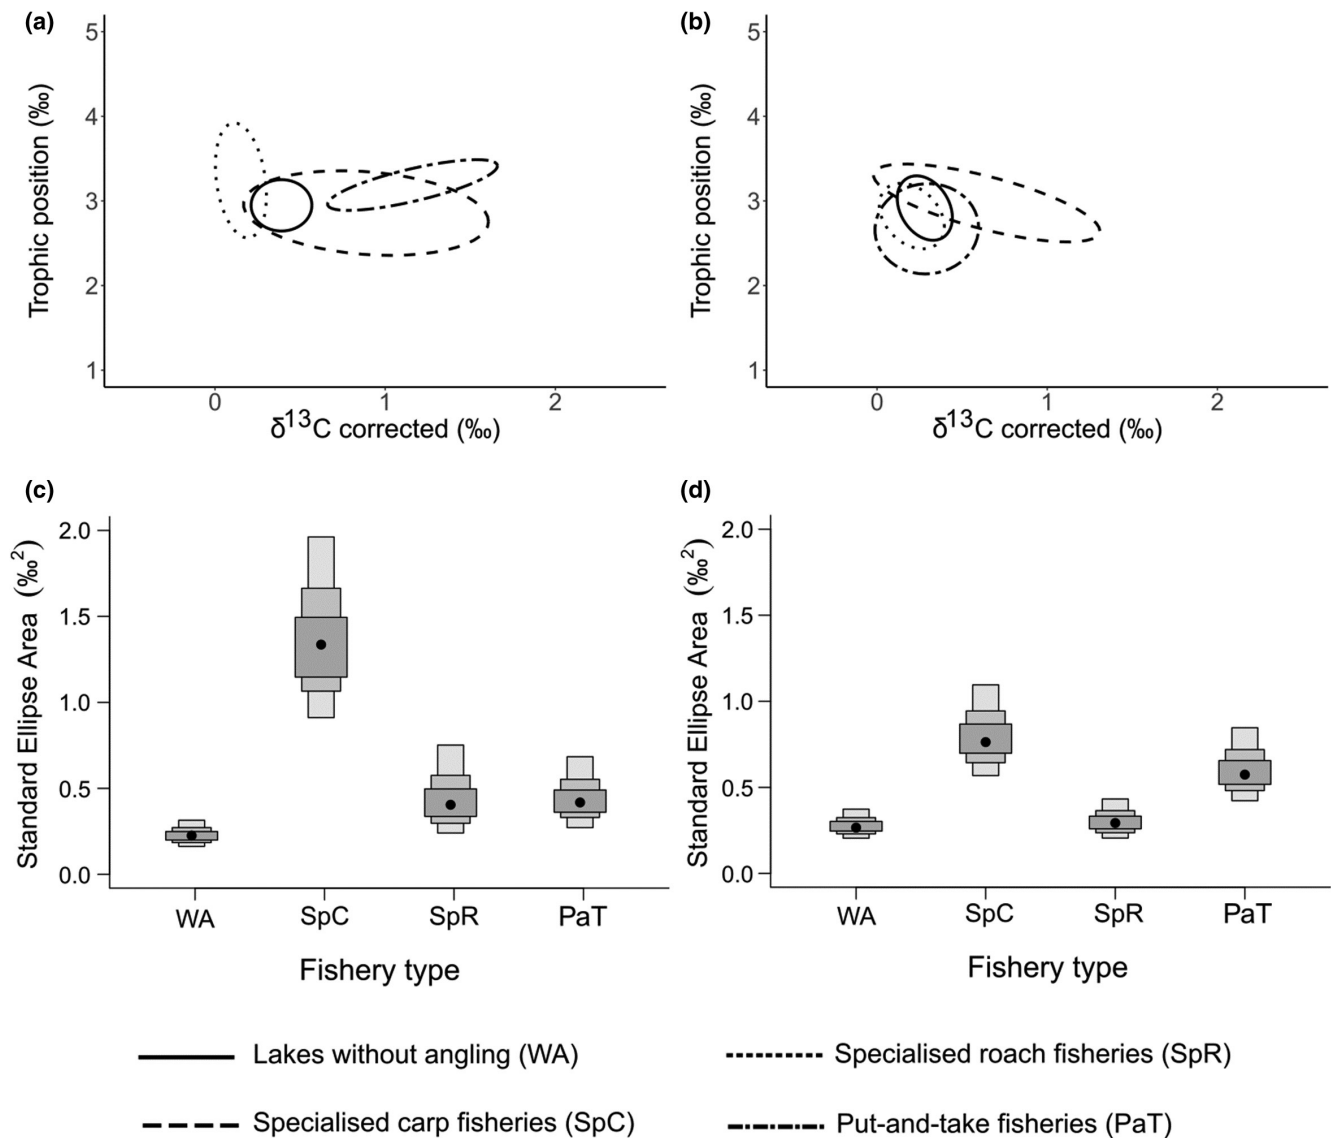 (a)
5
4
3
2
1
Trophic position (‰)
0 1 2
δ¹³C corrected (‰)
(b)
5
4
3
2
1
Trophic position (‰)
0 1 2
δ¹³C corrected (‰)
(c)
2.0
1.5
1.0
0.5
0.0
Standard Ellipse Area (‰²)
WA SpC SpR PaT
Fishery type
(d)
2.0
1.5
1.0
0.5
0.0
Standard Ellipse Area (‰²)
WA SpC SpR PaT
Fishery type
Lakes without angling (WA)
Specialised roach fisheries (SpR)
Specialised carp fisheries (SpC)
Put-and-take fisheries (PaT)